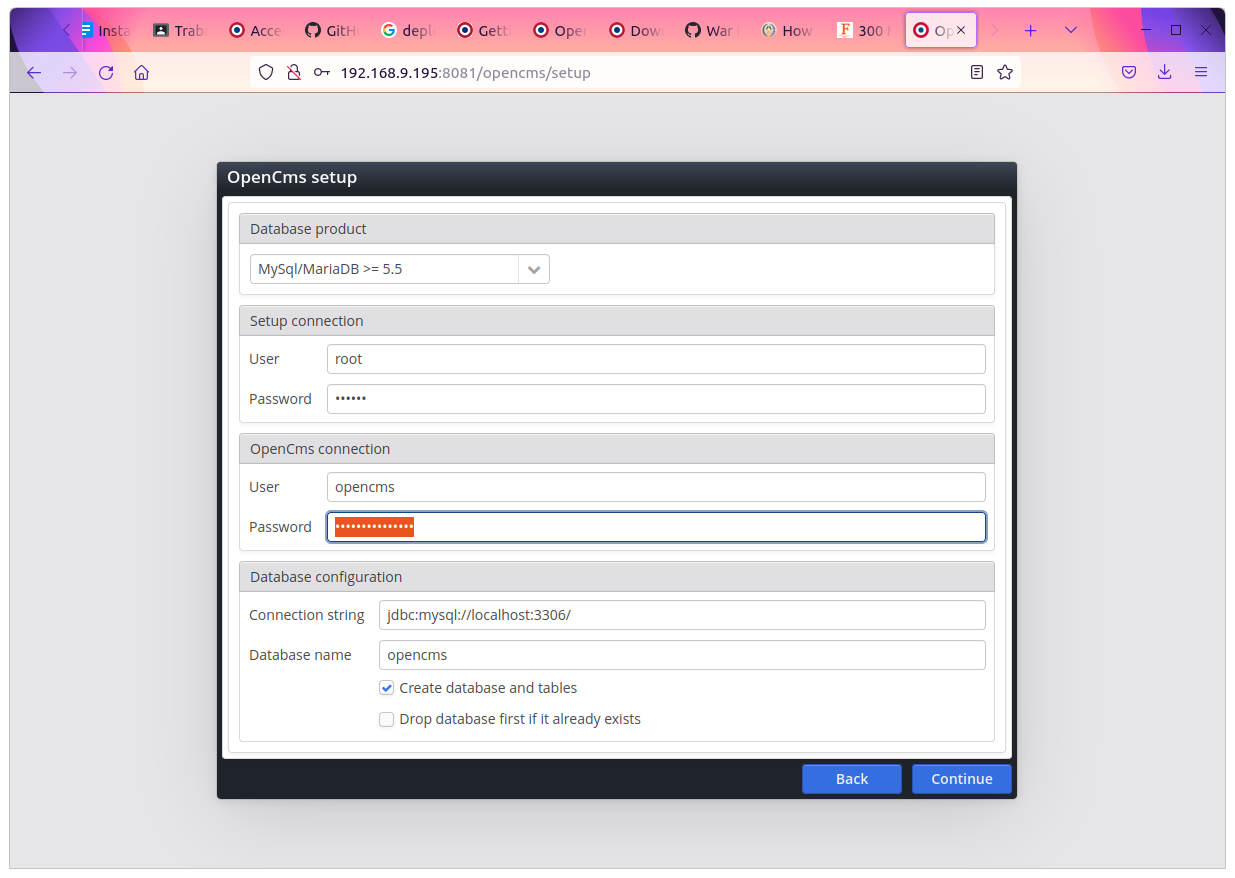 Insta Trab Acce GitH depl Getti Ope Dow War How 300 Op
192.168.9.195:8081/opencms/setup
OpenCms setup
Database product
MySql/MariaDB >= 5.5
Setup connection
User root
Password ••••••
OpenCms connection
User opencms
Password •••••••••••••••
Database configuration
Connection string jdbc:mysql://localhost:3306/
Database name opencms
Create database and tables
Drop database first if it already exists
Back Continue